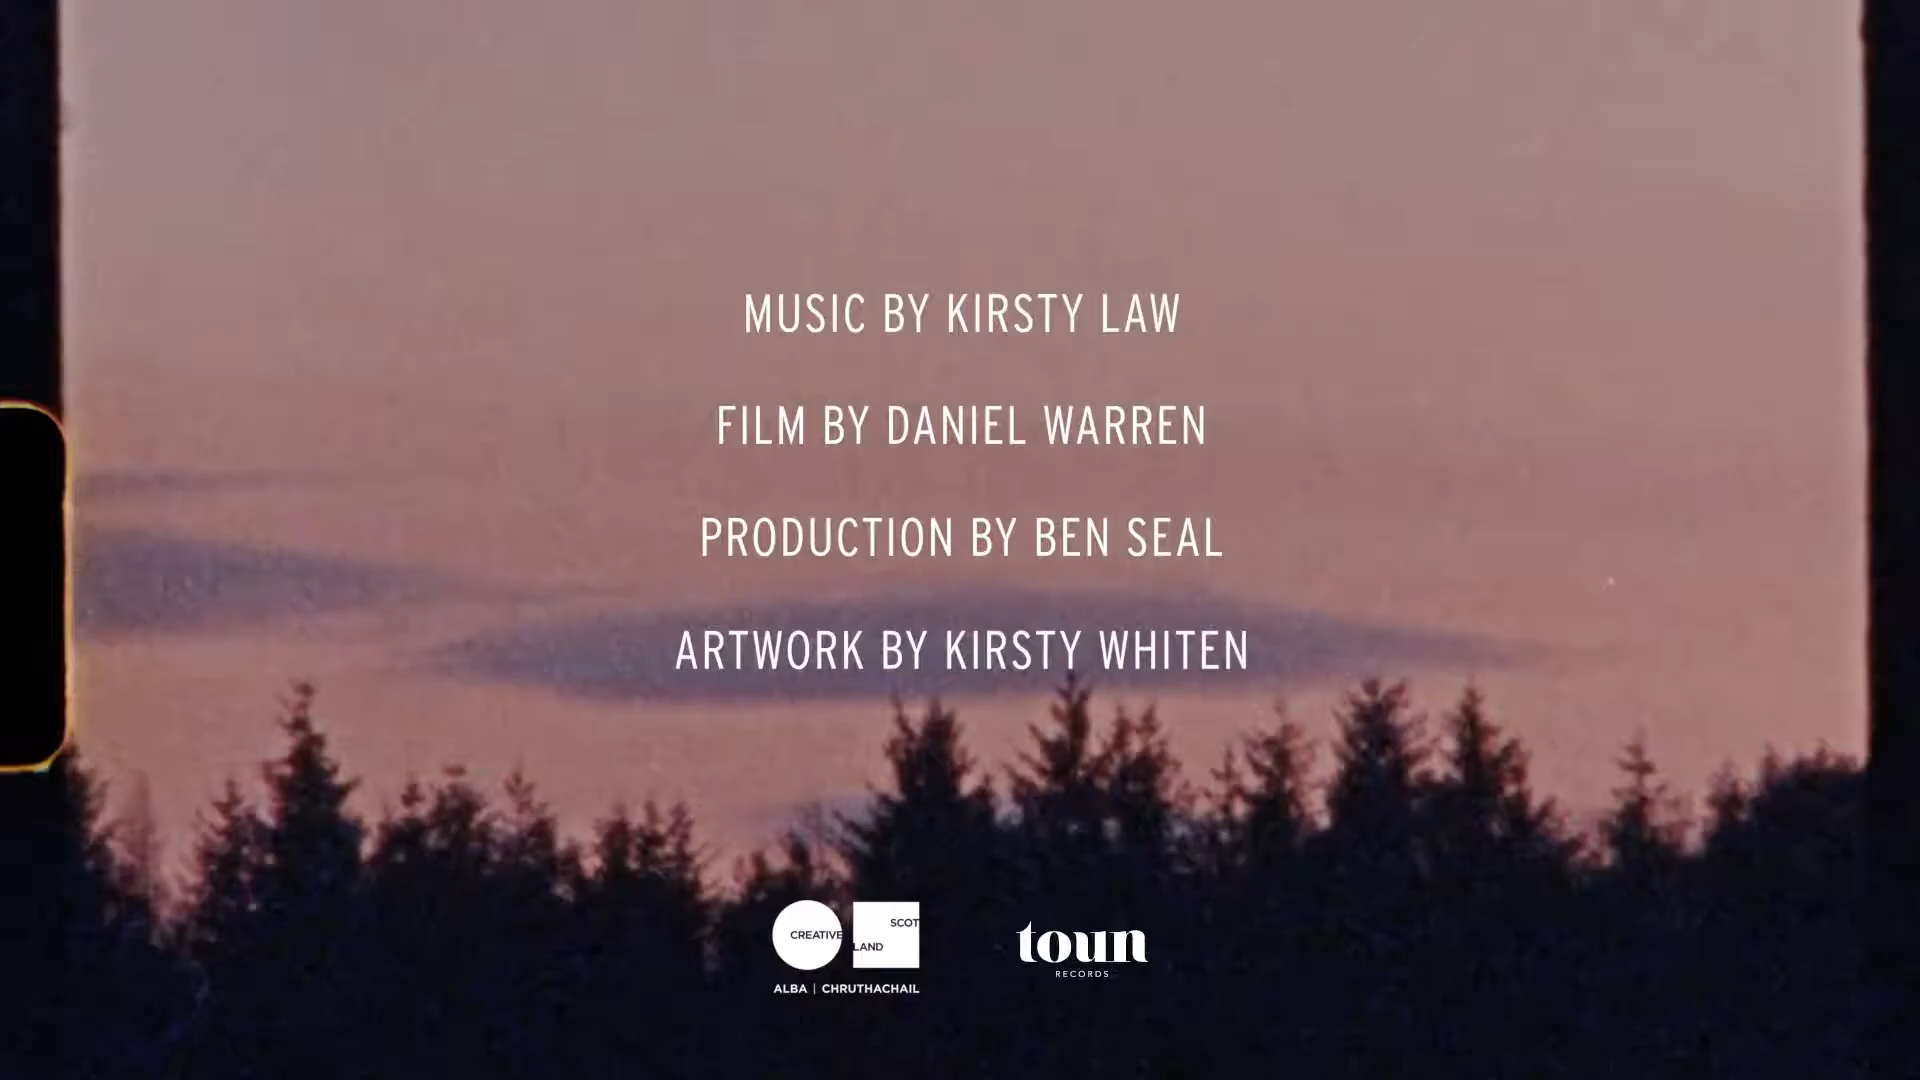 MUSIC BY KIRSTY LAW
FILM BY DANIEL WARREN
PRODUCTION BY BEN SEAL
ARTWORK BY KIRSTY WHITEN
CREATIVE SCOT
LAND
ALBA | CHRUTHACHAIL
toun
RECORDS